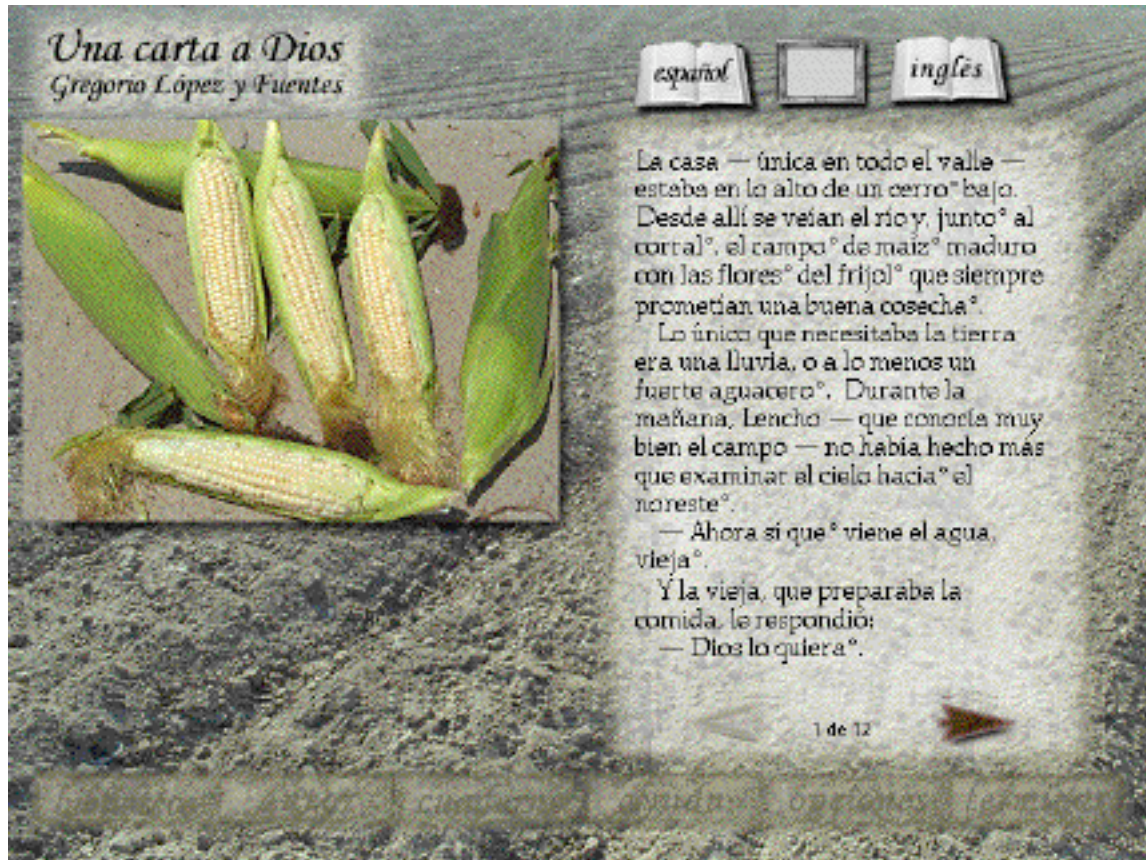 Una carta a Dios
Gregorio López y Fuentes
español
inglés
La casa — única en todo el valle —
estaba en lo alto de un cerro° bajo.
Desde allí se veían el río y, junto° al
corral°, el campo° de maíz° maduro
con las flores° del frijol° que siempre
prometían una buena cosecha°.
Lo único que necesitaba la tierra
era una lluvia, o a lo menos un
fuerte aguacero°. Durante la
mañana, Lencho — que conocía muy
bien el campo — no había hecho más
que examinar el cielo hacia° el
noreste°.
— Ahora sí que° viene el agua,
vieja°.
Y la vieja, que preparaba la
comida, le respondió:
— Dios lo quiera°.
1 de 12
opciones